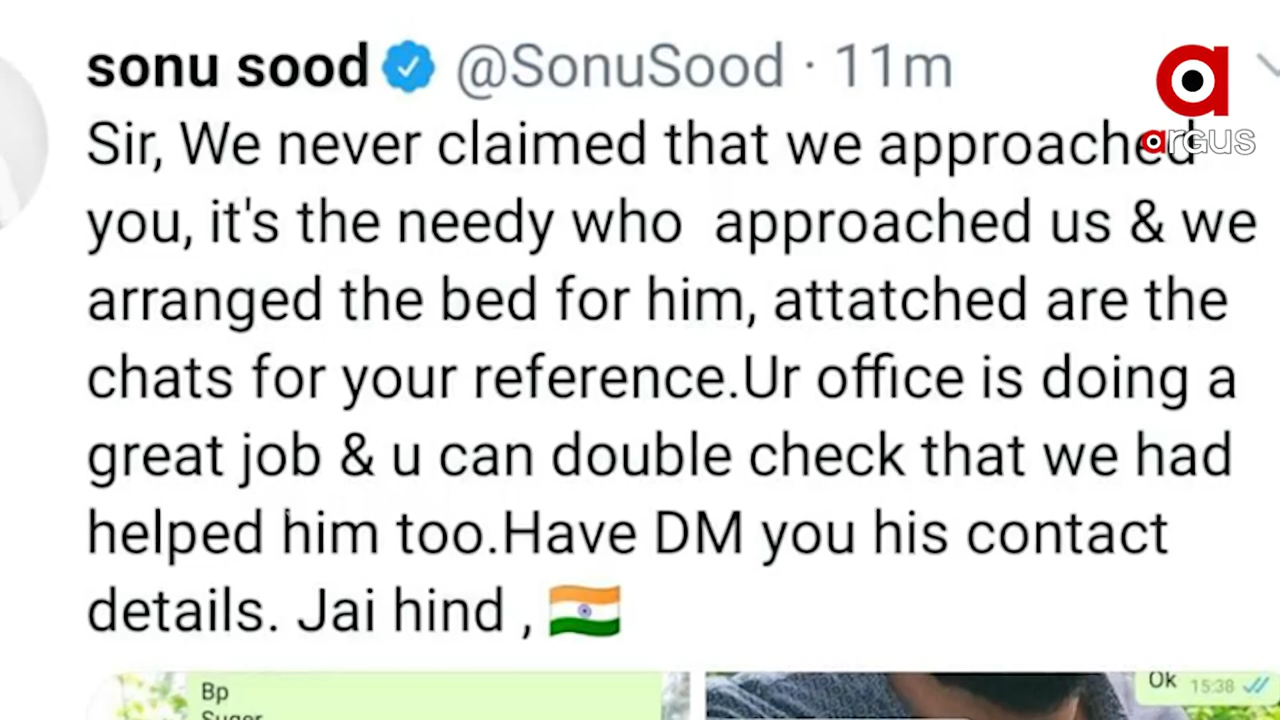 sonu sood @SonuSood · 11m
argus
Sir, We never claimed that we approached
you, it's the needy who approached us & we
arranged the bed for him, attatched are the
chats for your reference.Ur office is doing a
great job & u can double check that we had
helped him too.Have DM you his contact
details. Jai hind , 🇮🇳
Bp
Suger
Ok 15:38